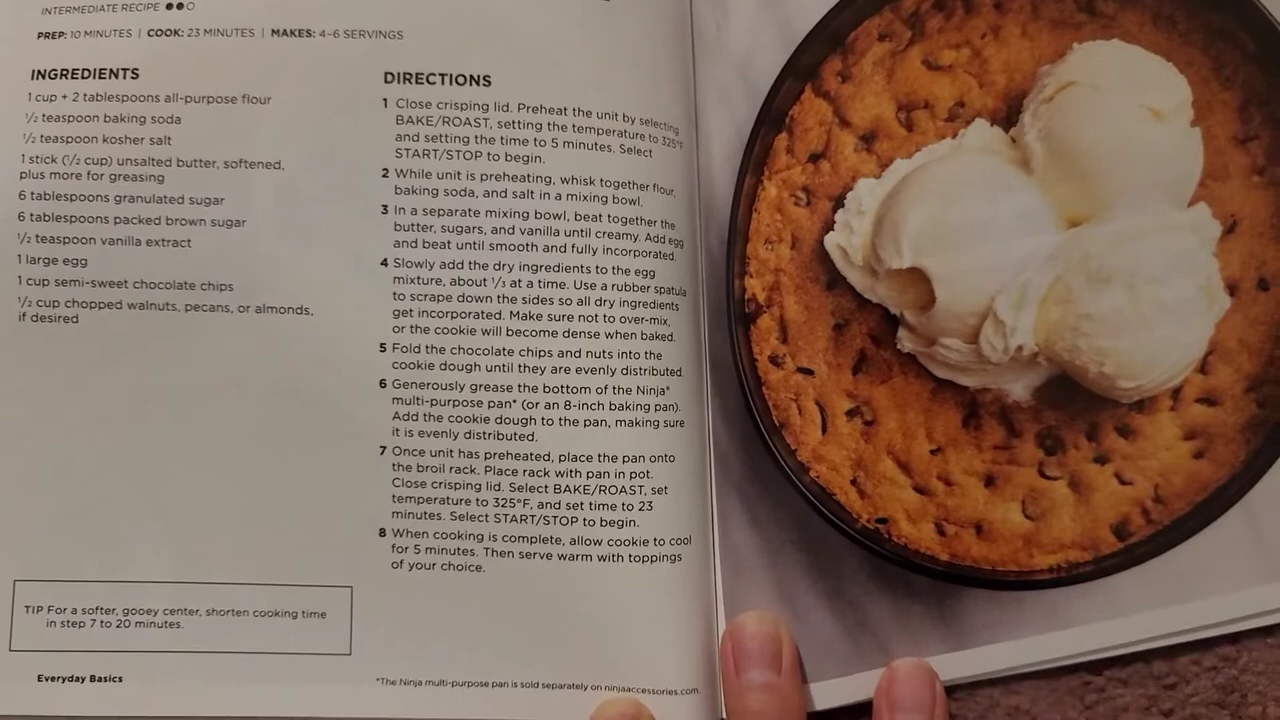 INTERMEDIATE RECIPE ●●○
PREP: 10 MINUTES | COOK: 23 MINUTES | MAKES: 4-6 SERVINGS
INGREDIENTS
1 cup + 2 tablespoons all-purpose flour
½ teaspoon baking soda
½ teaspoon kosher salt
1 stick (½ cup) unsalted butter, softened,
plus more for greasing
6 tablespoons granulated sugar
6 tablespoons packed brown sugar
½ teaspoon vanilla extract
1 large egg
1 cup semi-sweet chocolate chips
½ cup chopped walnuts, pecans, or almonds,
if desired
TIP For a softer, gooey center, shorten cooking time
in step 7 to 20 minutes.
DIRECTIONS
1 Close crisping lid. Preheat the unit by selecting
BAKE/ROAST, setting the temperature to 325°F
and setting the time to 5 minutes. Select
START/STOP to begin.
2 While unit is preheating, whisk together flour,
baking soda, and salt in a mixing bowl.
3 In a separate mixing bowl, beat together the
butter, sugars, and vanilla until creamy. Add egg
and beat until smooth and fully incorporated.
4 Slowly add the dry ingredients to the egg
mixture, about ⅓ at a time. Use a rubber spatula
to scrape down the sides so all dry ingredients
get incorporated. Make sure not to over-mix,
or the cookie will become dense when baked.
5 Fold the chocolate chips and nuts into the
cookie dough until they are evenly distributed.
6 Generously grease the bottom of the Ninja®
multi-purpose pan* (or an 8-inch baking pan).
Add the cookie dough to the pan, making sure
it is evenly distributed.
7 Once unit has preheated, place the pan onto
the broil rack. Place rack with pan in pot.
Close crisping lid. Select BAKE/ROAST, set
temperature to 325°F, and set time to 23
minutes. Select START/STOP to begin.
8 When cooking is complete, allow cookie to cool
for 5 minutes. Then serve warm with toppings
of your choice.
Everyday Basics
*The Ninja multi-purpose pan is sold separately on ninjaaccessories.com.